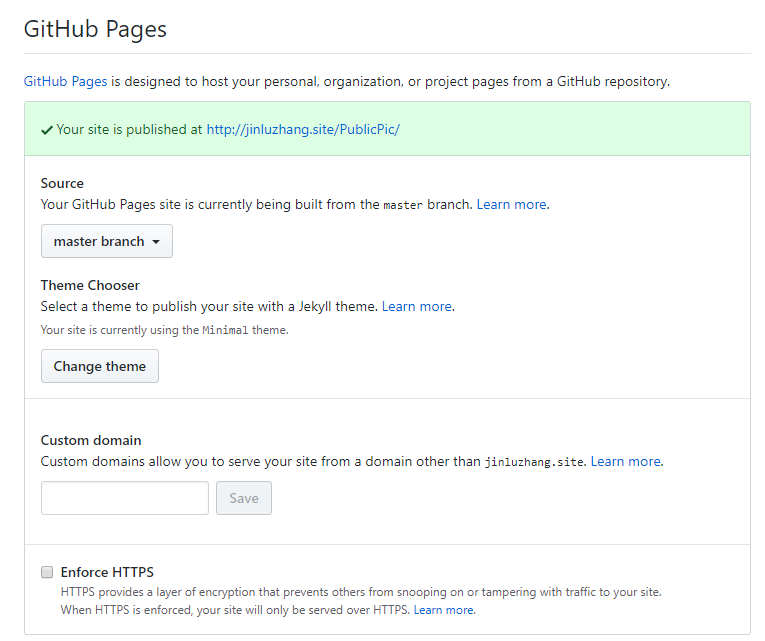 GitHub Pages
GitHub Pages is designed to host your personal, organization, or project pages from a GitHub repository.
Your site is published at http://jinluzhang.site/PublicPic/
Source
Your GitHub Pages site is currently being built from the master branch. Learn more.
master branch
Theme Chooser
Select a theme to publish your site with a Jekyll theme. Learn more.
Your site is currently using the Minimal theme.
Change theme
Custom domain
Custom domains allow you to serve your site from a domain other than jinluzhang.site. Learn more.
Save
Enforce HTTPS
HTTPS provides a layer of encryption that prevents others from snooping on or tampering with traffic to your site.
When HTTPS is enforced, your site will only be served over HTTPS. Learn more.